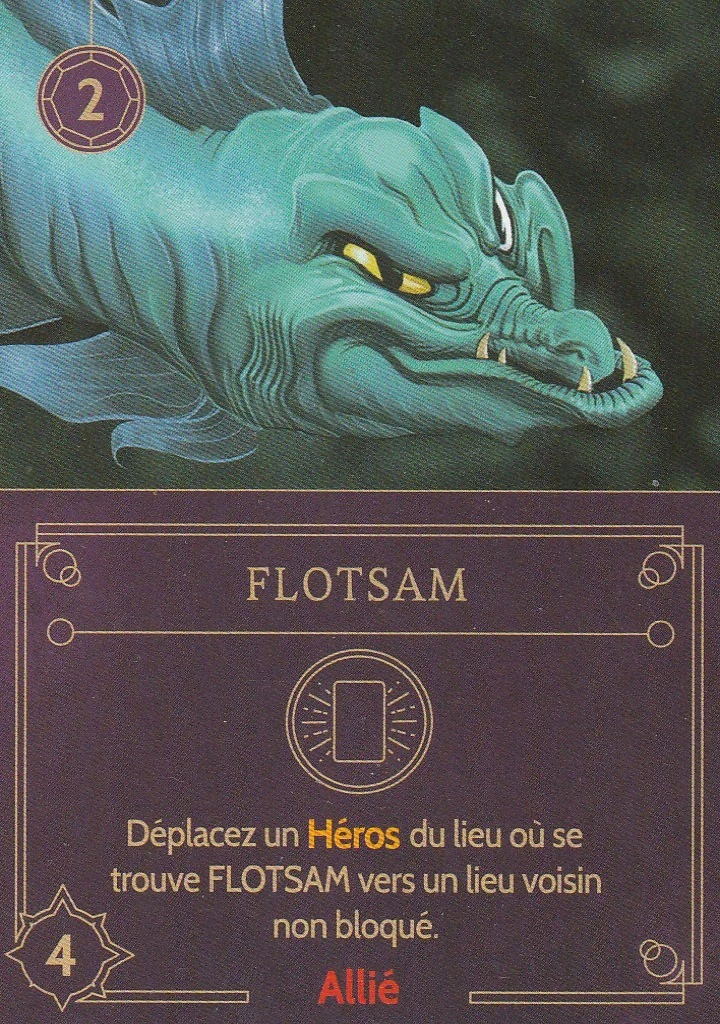 2
FLOTSAM
Déplacez un Héros du lieu où se
trouve FLOTSAM vers un lieu voisin
non bloqué.
4
Allié